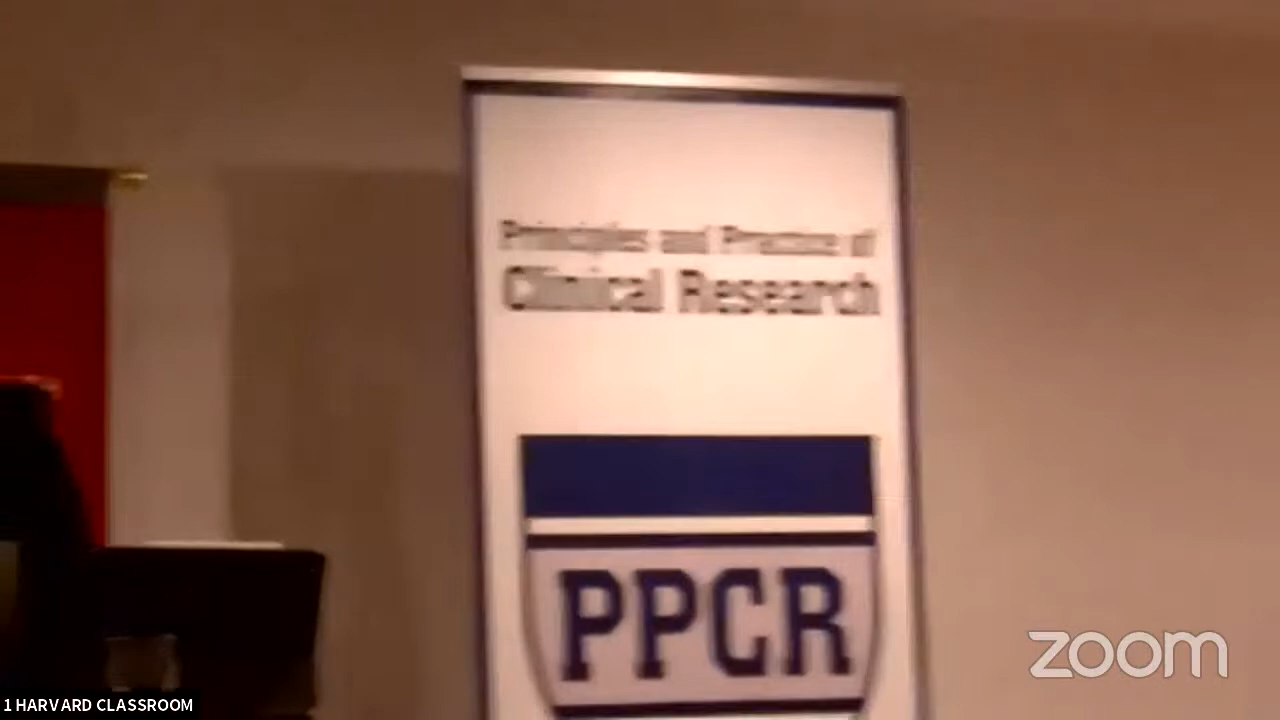 Principles and Practice of
Clinical Research
PPCR
zoom
1 HARVARD CLASSROOM